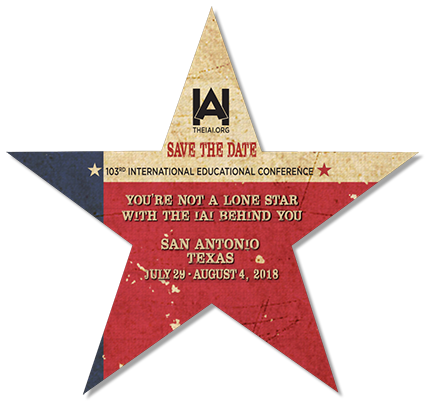 IAI
THEIAI.ORG
SAVE THE DATE
103RD INTERNATIONAL EDUCATIONAL CONFERENCE
YOU'RE NOT A LONE STAR
WITH THE IAI BEHIND YOU
SAN ANTONIO
TEXAS
JULY 29 - AUGUST 4, 2018